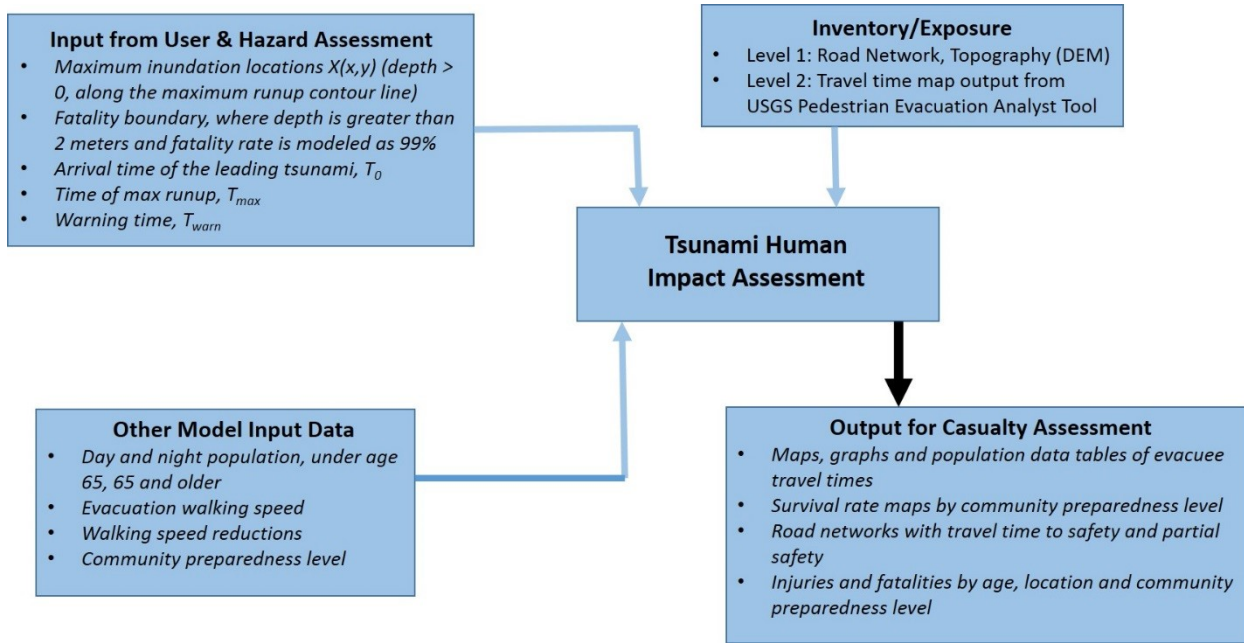 Input from User & Hazard Assessment
• Maximum inundation locations X(x,y) (depth >
0, along the maximum runup contour line)
• Fatality boundary, where depth is greater than
2 meters and fatality rate is modeled as 99%
• Arrival time of the leading tsunami, T0
• Time of max runup, Tmax
• Warning time, Twarn
Inventory/Exposure
• Level 1: Road Network, Topography (DEM)
• Level 2: Travel time map output from
USGS Pedestrian Evacuation Analyst Tool
Tsunami Human
Impact Assessment
Other Model Input Data
• Day and night population, under age
65, 65 and older
• Evacuation walking speed
• Walking speed reductions
• Community preparedness level
Output for Casualty Assessment
• Maps, graphs and population data tables of evacuee
travel times
• Survival rate maps by community preparedness level
• Road networks with travel time to safety and partial
safety
• Injuries and fatalities by age, location and community
preparedness level